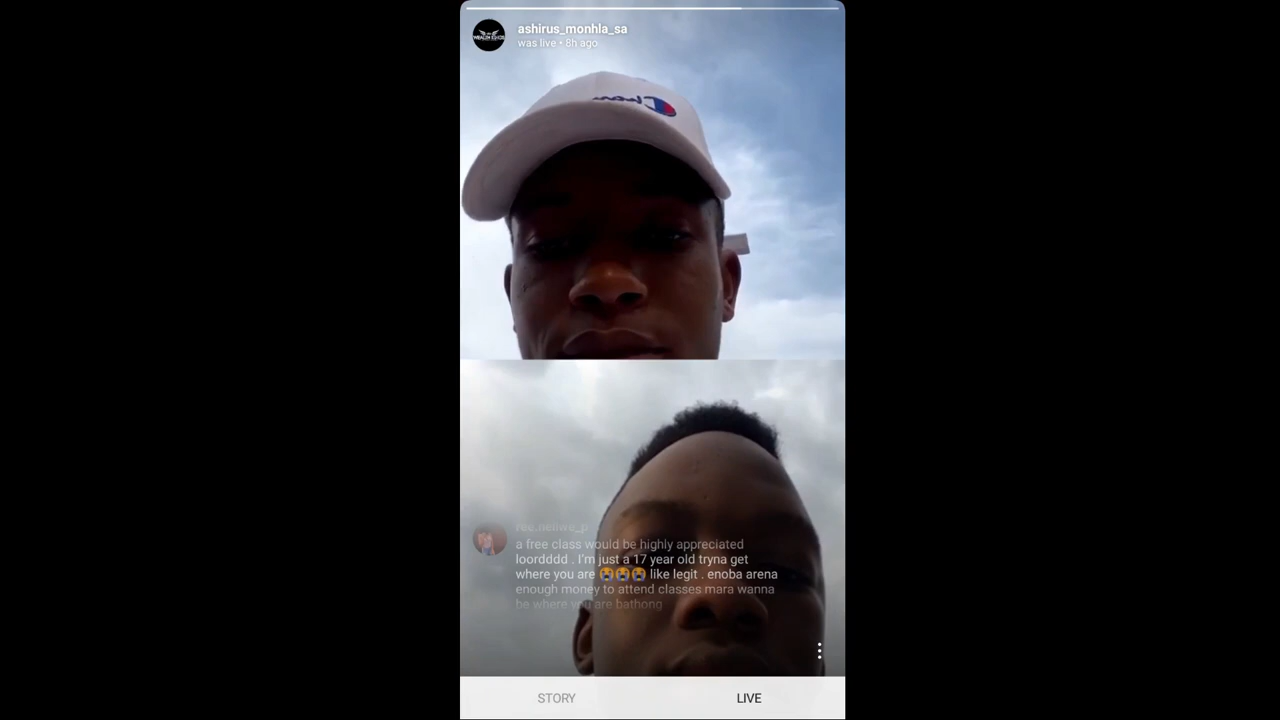 ashirus_monhla_sa
was live • 8h ago
ree.neilwe_p
a free class would be highly appreciated
loordddd . I'm just a 17 year old tryna get
where you are 😭😭😭 like legit . enoba arena
enough money to attend classes mara wanna
be where you are bathong
STORY
LIVE